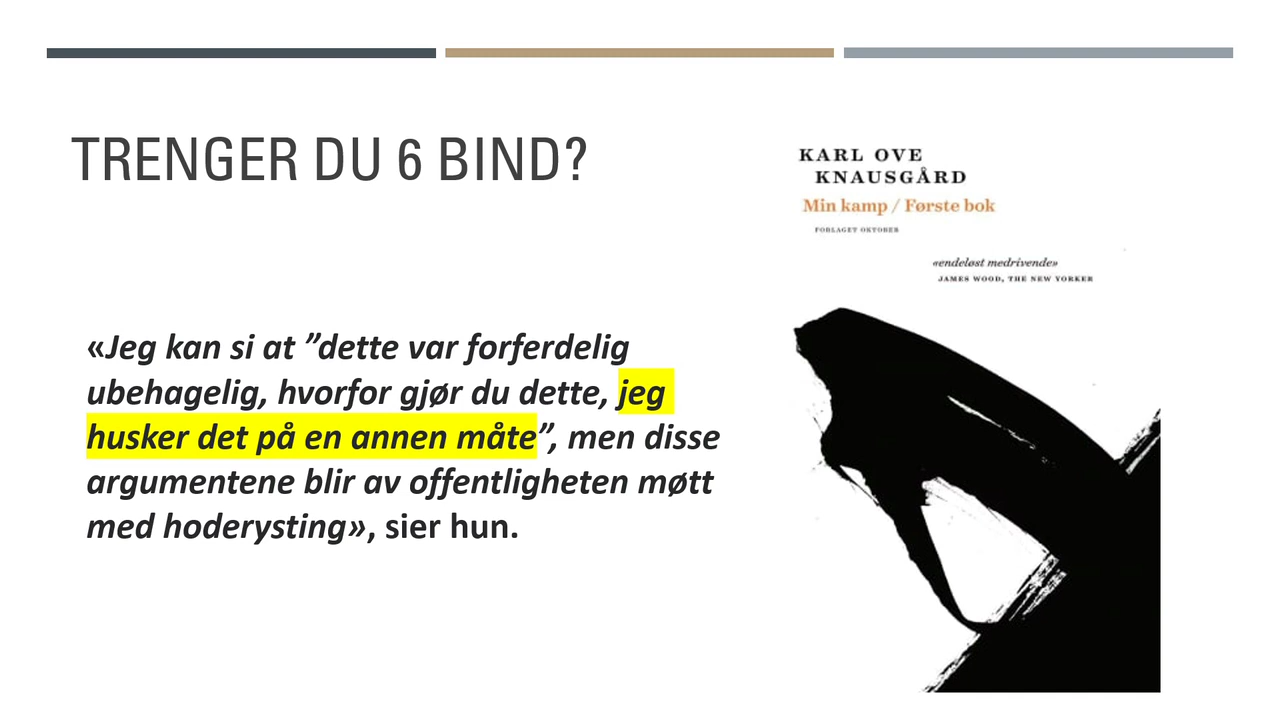 TRENGER DU 6 BIND?
KARL OVE
KNAUSGÅRD
Min kamp / Første bok
FORLAGET OKTOBER
«endeløst medrivende»
JAMES WOOD, THE NEW YORKER
«Jeg kan si at ”dette var forferdelig
ubehagelig, hvorfor gjør du dette, jeg
husker det på en annen måte”, men disse
argumentene blir av offentligheten møtt
med hoderysting», sier hun.